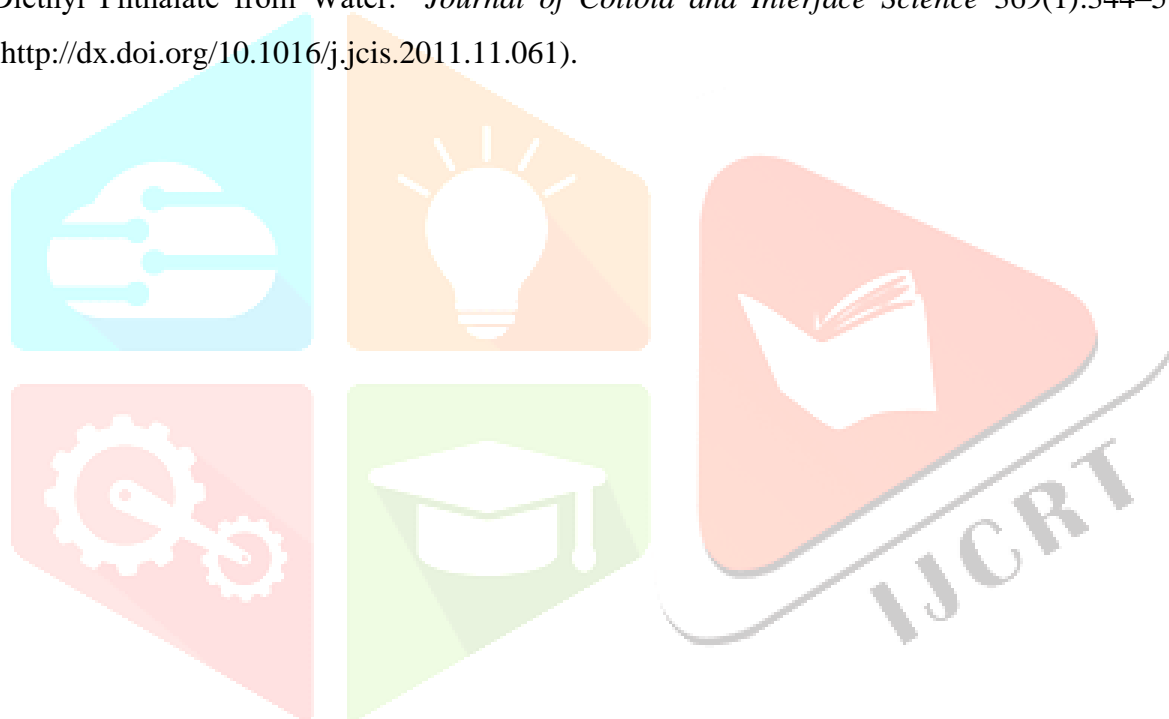 Diethyl Phthalate from Water." Journal of Colloid and Interface Science 369(1):344–5
http://dx.doi.org/10.1016/j.jcis.2011.11.061).
IJCRT